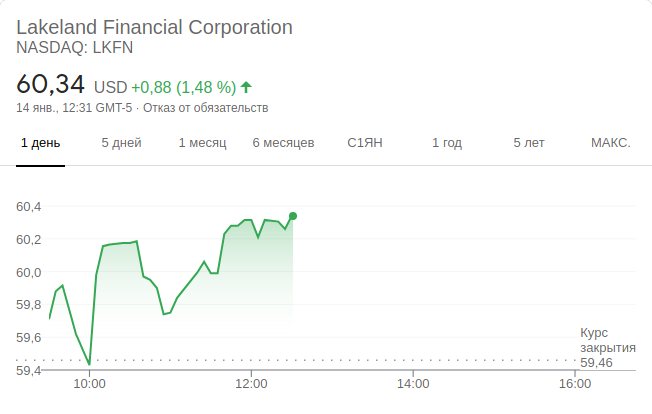 Lakeland Financial Corporation
NASDAQ: LKFN
60,34 USD +0,88 (1,48 %)
14 янв., 12:31 GMT-5 · Отказ от обязательств
1 день 5 дней 1 месяц 6 месяцев С1ЯН 1 год 5 лет МАКС.
60,4
60,2
60,0
59,8
59,6
59,4
Курс
закрытия
59,46
10:00 12:00 14:00 16:00